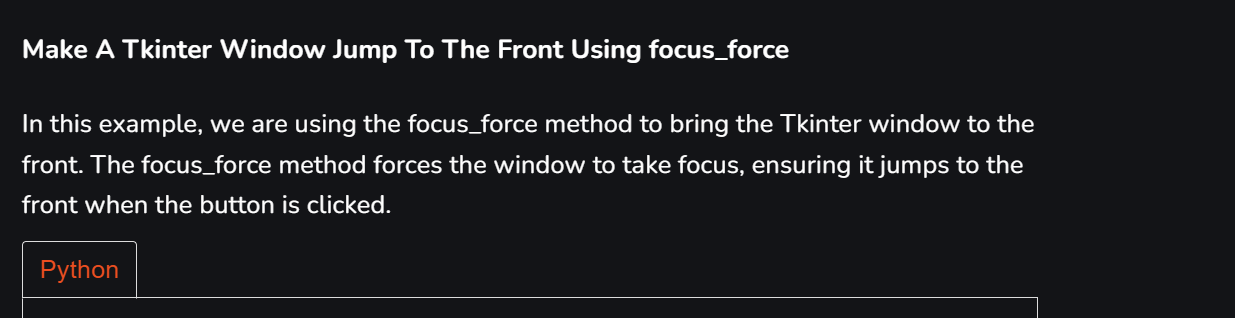 Make A Tkinter Window Jump To The Front Using focus_force
In this example, we are using the focus_force method to bring the Tkinter window to the
front. The focus_force method forces the window to take focus, ensuring it jumps to the
front when the button is clicked.
Python